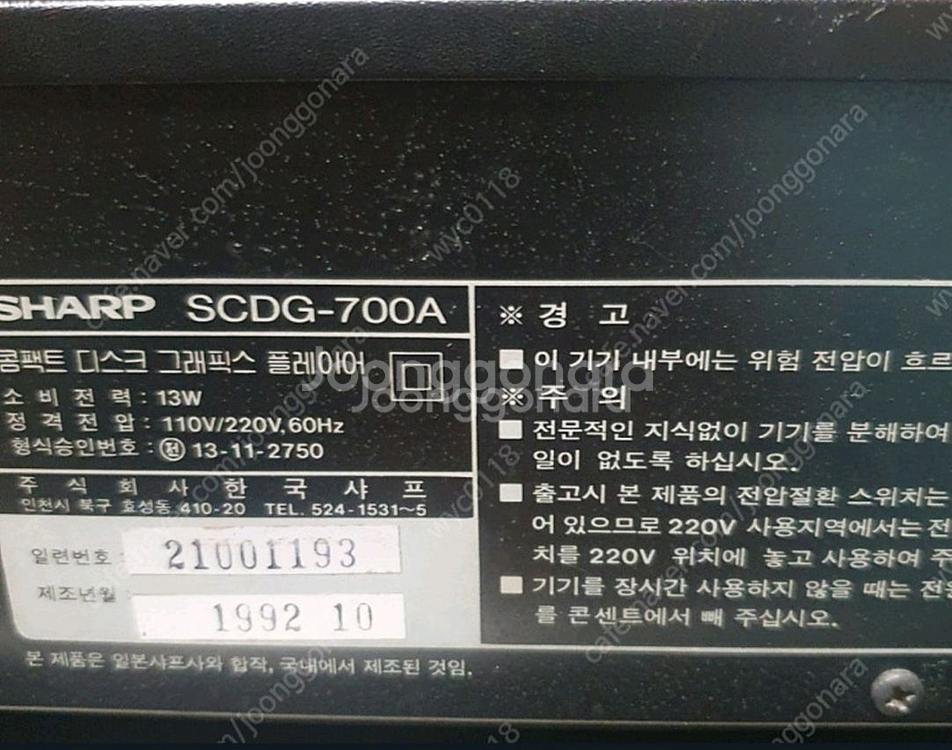 SHARP SCDG-700A
콤팩트 디스크 그래픽스 플레이어
소 비 전 력 : 13W
정 격 전 압 : 110V/220V, 60Hz
형식승인번호 : 전 13-11-2750
주 식 회 사 한 국 샤 프
인천시 북구 효성동 410-20 TEL. 524-1531~5
일련번호 21001193
제조년월 1992 10
본 제품은 일본샤프사와 합작, 국내에서 제조된 것임.
※ 경 고
이 기기 내부에는 위험 전압이 흐르
※ 주 의
전문적인 지식없이 기기를 분해하여
일이 없도록 하십시오.
출고시 본 제품의 전압절환 스위치는
어 있으므로 220V 사용지역에서는 전
치를 220V 위치에 놓고 사용하여 주
기기를 장시간 사용하지 않을 때는 전원
를 콘센트에서 빼 주십시오.
Joonggonara
Joonggonara
cafe.naver.com/joonggonara
wyc0118